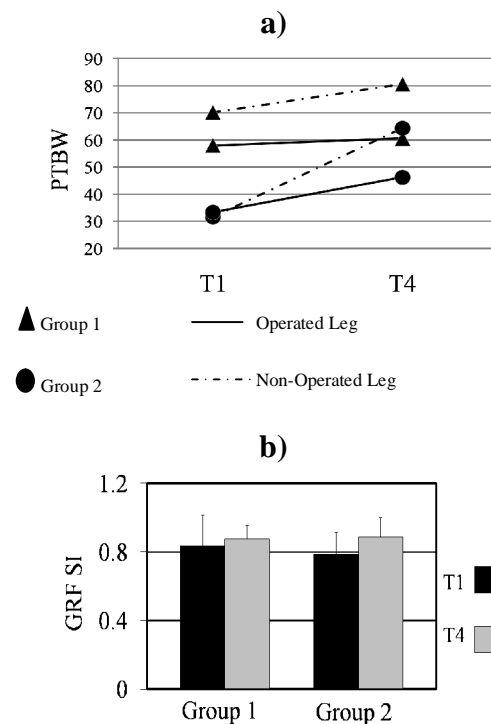 a)
90
80
70
60
50
40
30
20
PTBW
T1 T4
Group 1 Operated Leg
Group 2 Non-Operated Leg
b)
1.2
0.8
0.4
0
GRF SI
Group 1 Group 2
T1
T4